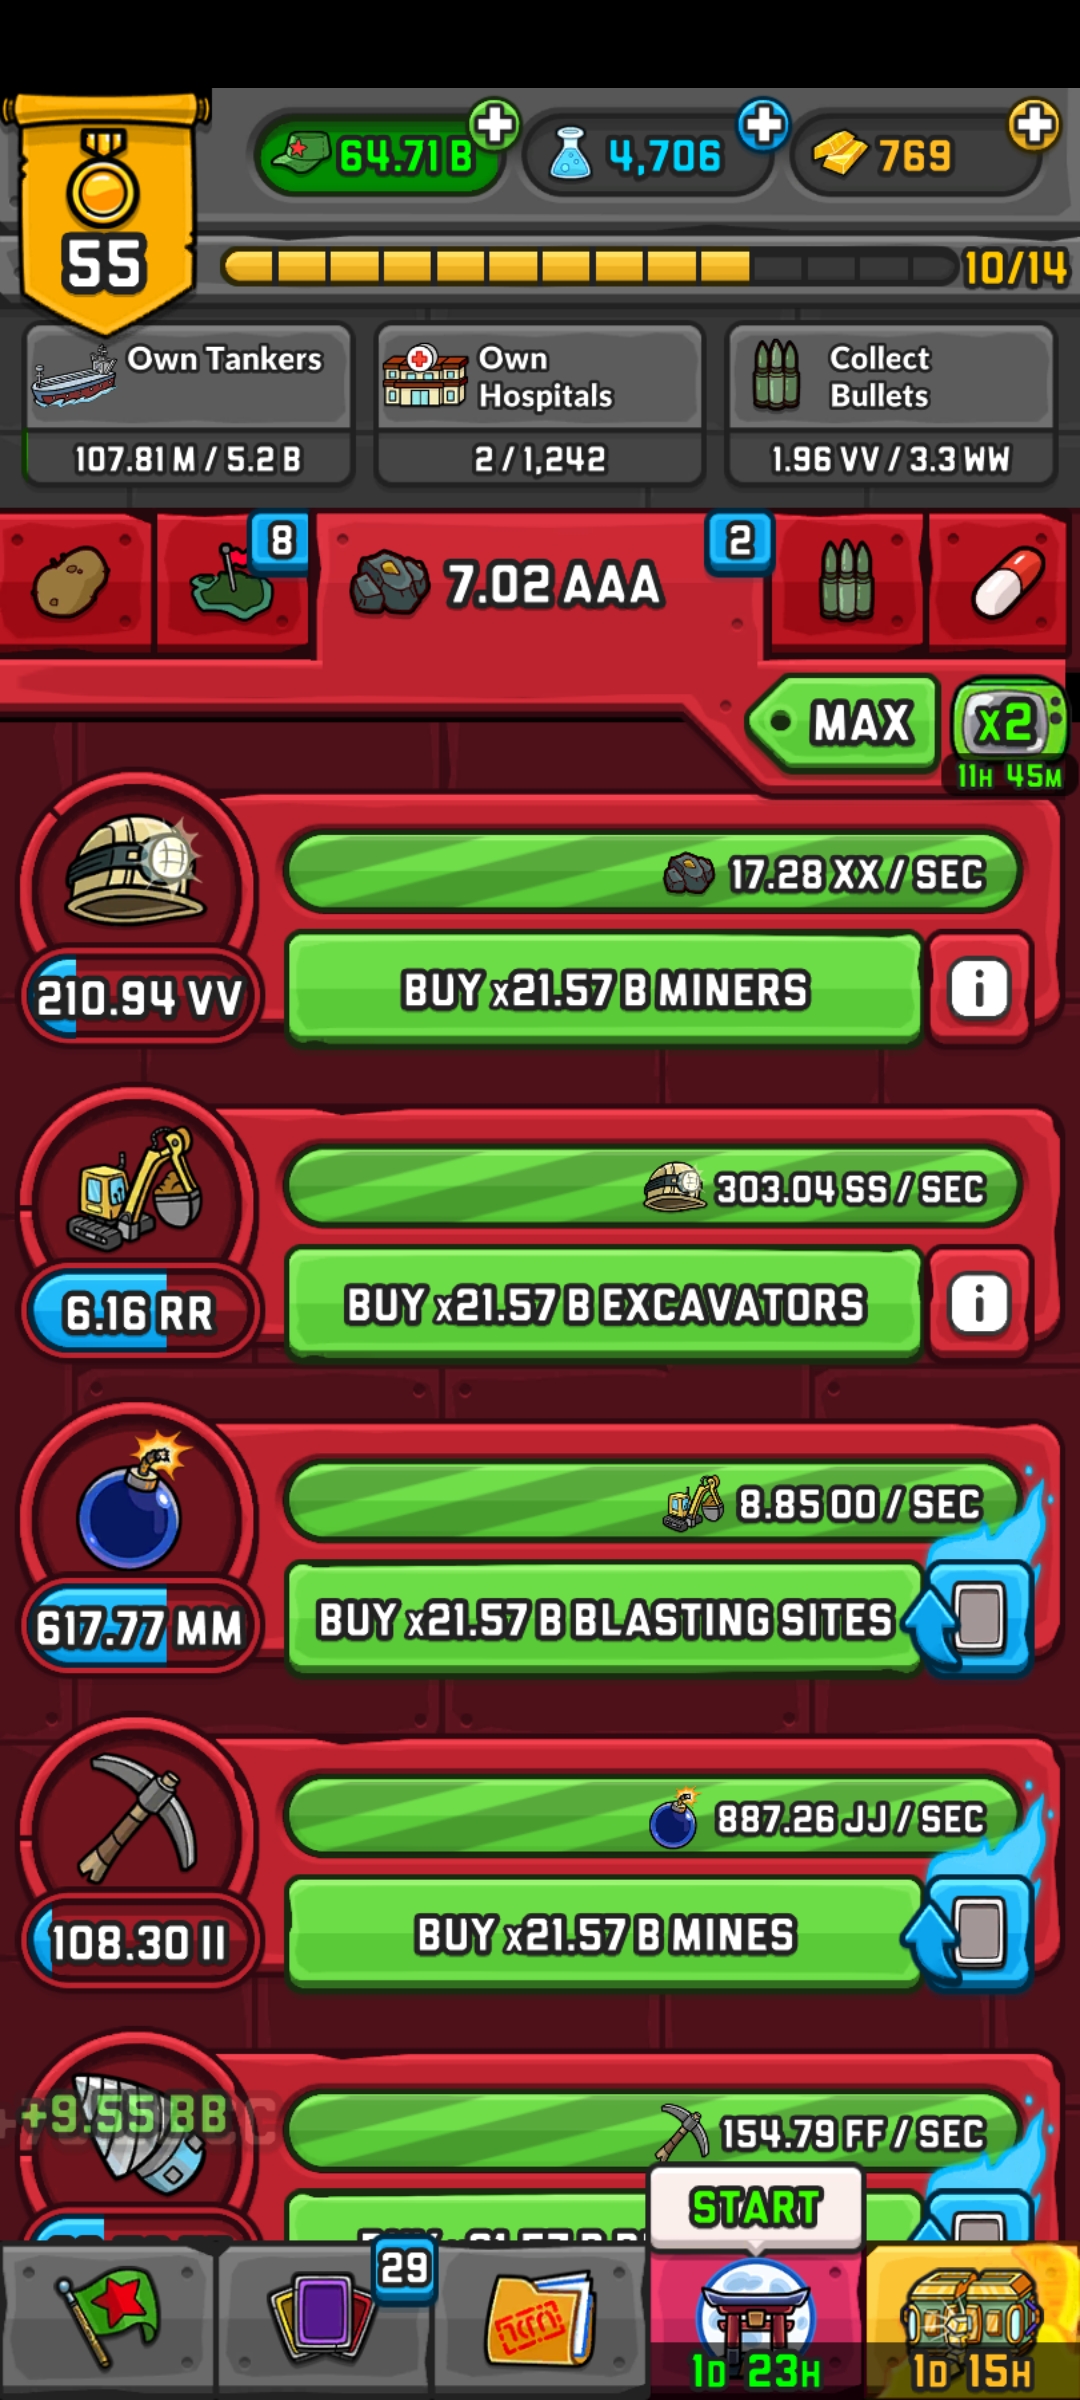 64.71 B
4,706
769
55
10/14
Own Tankers
107.81 M / 5.2 B
Own
Hospitals
2 / 1,242
Collect
Bullets
1.96 VV / 3.3 WW
8
7.02 AAA
2
MAX
x2
11H 45M
17.28 XX / SEC
210.94 VV
BUY x21.57 B MINERS
i
303.04 SS / SEC
6.16 RR
BUY x21.57 B EXCAVATORS
i
8.85 OO / SEC
617.77 MM
BUY x21.57 B BLASTING SITES
887.26 JJ / SEC
108.30 II
BUY x21.57 B MINES
+9.55 BB
154.79 FF / SEC
START
29
1D 23H
1D 15H